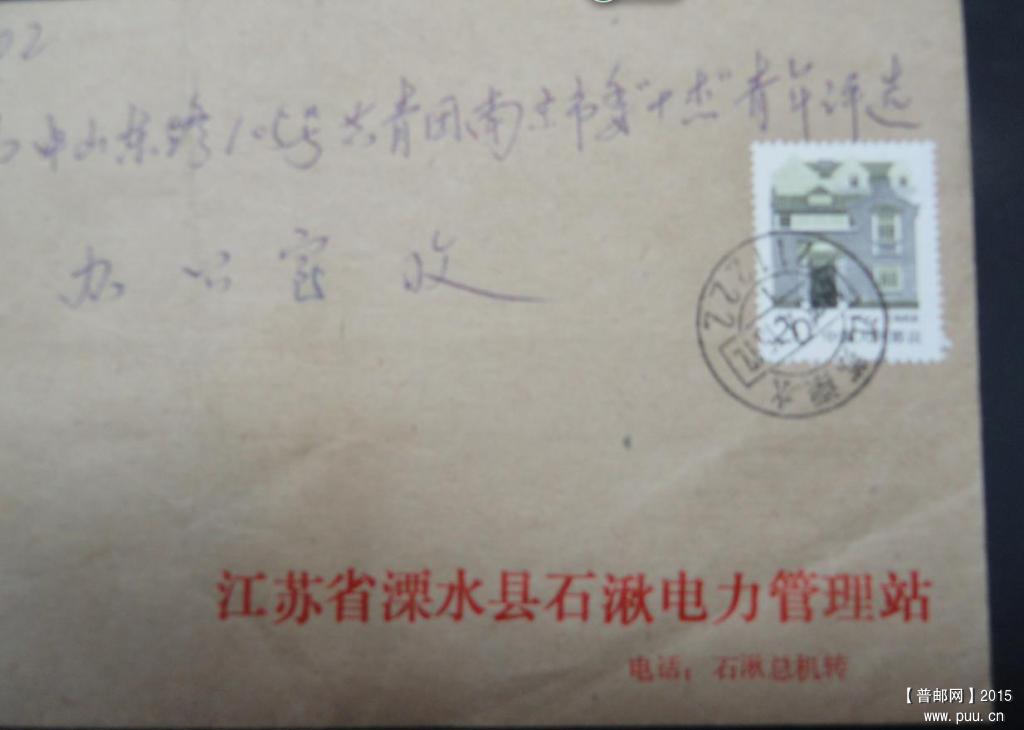 02
中山东路105号共青团南京市委"十杰"青年评选
办公室 收
20
江苏省溧水县石湫电力管理站
电话：石湫总机转
【普邮网】2015
www.puu.cn